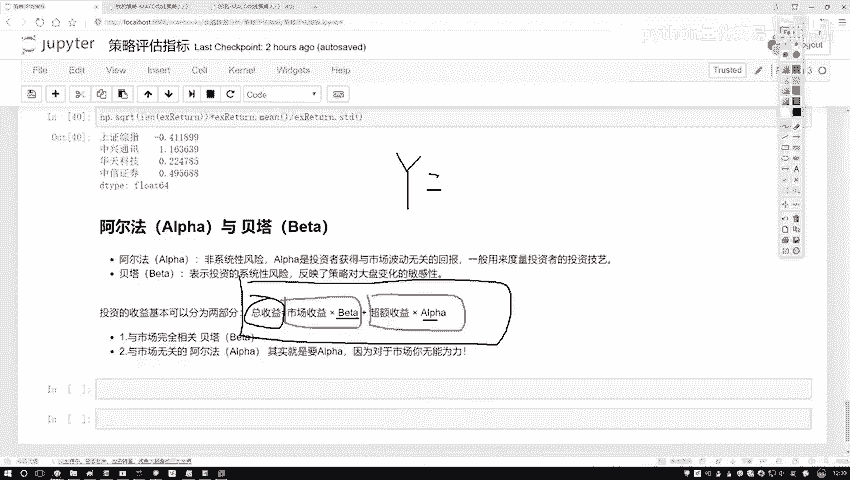 python量化交易
jupyter 策略评估指标 Last Checkpoint: 2 hours ago (autosaved)
File Edit View Insert Cell Kernel Widgets Help
Trusted
Code
In [40]: np.sqrt(len(exReturn))*exReturn.mean()/exReturn.std()
Out[40]: 上证综指 -0.411899
中兴通讯 1.163639
华天科技 0.224785
中信证券 0.495688
dtype: float64
Y =
阿尔法（Alpha）与 贝塔（Beta）
• 阿尔法（Alpha）：非系统性风险，Alpha是投资者获得与市场波动无关的回报，一般用来度量投资者的投资技艺。
• 贝塔（Beta）：表示投资的系统性风险，反映了策略对大盘变化的敏感性。
投资的收益基本可以分为两部分：总收益 市场收益 × Beta + 超额收益 × Alpha
• 1.与市场完全相关 贝塔（Beta）
• 2.与市场无关的 阿尔法（Alpha） 其实就是要Alpha，因为对于市场你无能为力！
In [ ]:
In [ ]: